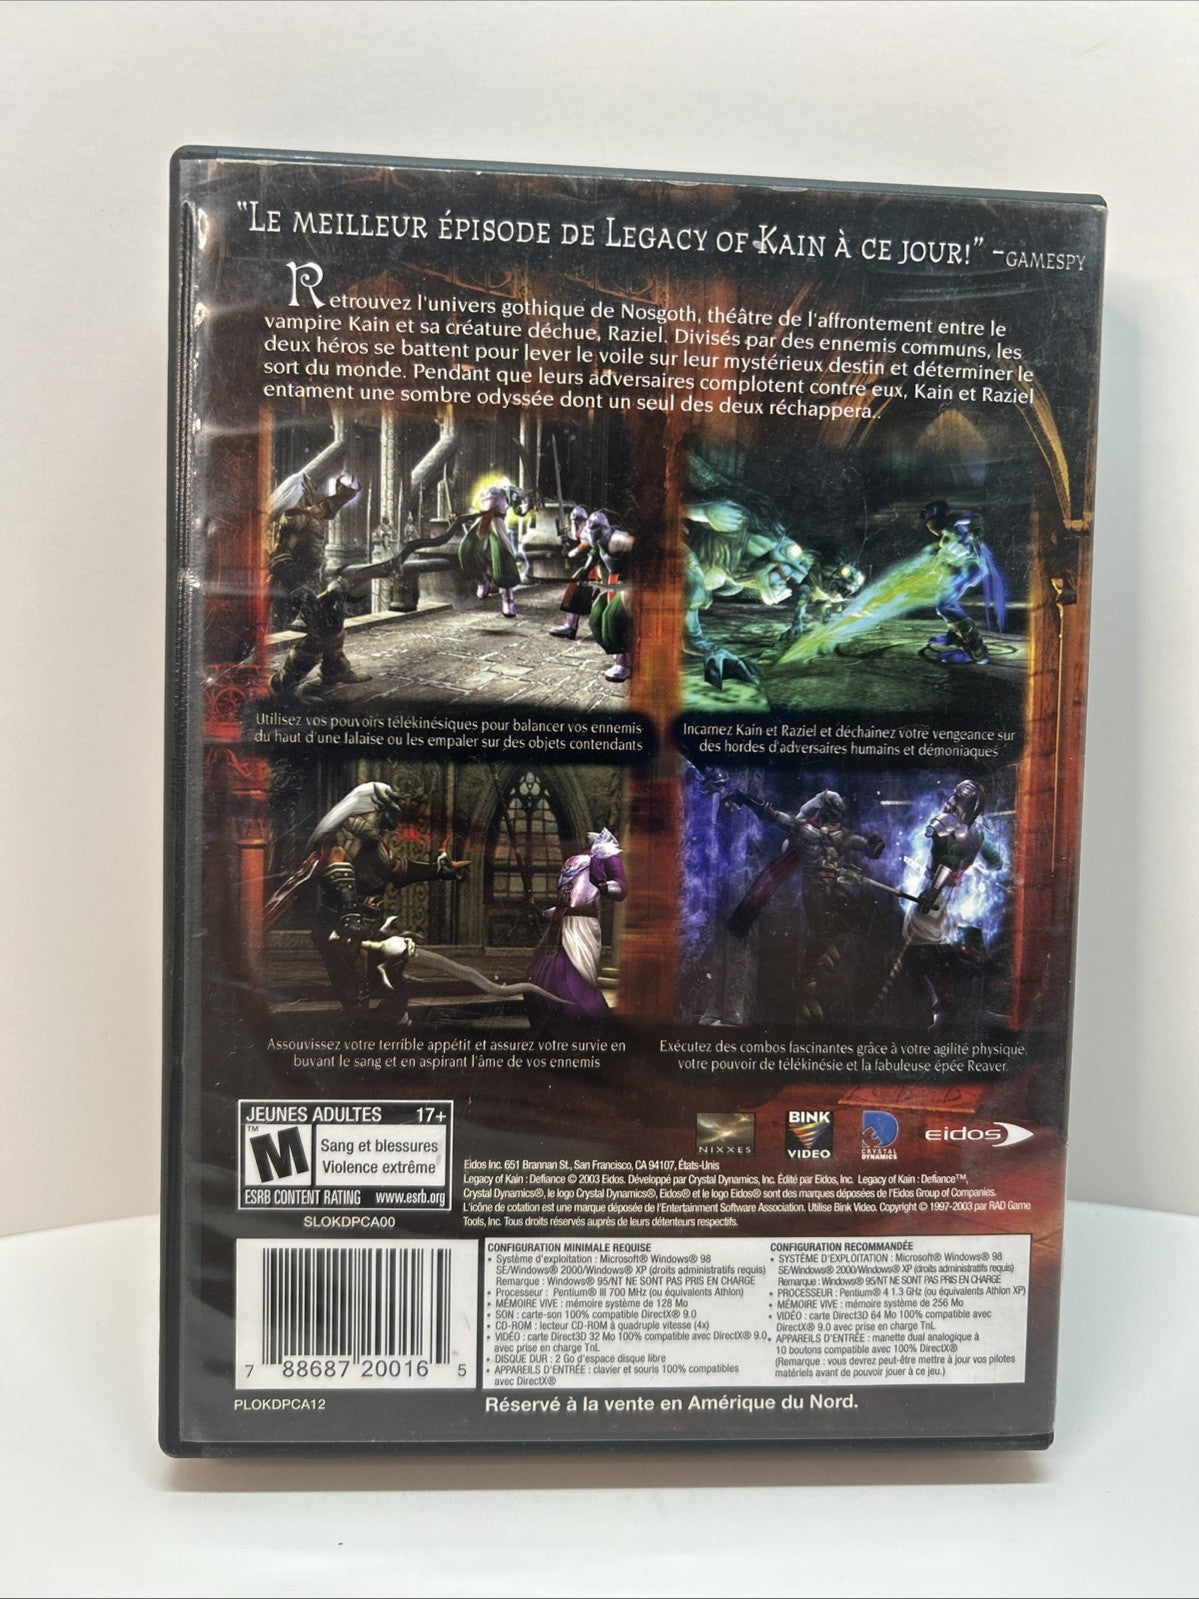 "Le meilleur épisode de Legacy of Kain à ce jour!" -GAMESPY
Retrouvez l'univers gothique de Nosgoth, théâtre de l'affrontement entre le
vampire Kain et sa créature déchue, Raziel. Divisés par des ennemis communs, les
deux héros se battent pour lever le voile sur leur mystérieux destin et déterminer le
sort du monde. Pendant que leurs adversaires complotent contre eux, Kain et Raziel
entament une sombre odyssée dont un seul des deux réchappera..
Utilisez vos pouvoirs télékinésiques pour balancer vos ennemis
du haut d'une falaise ou les empaler sur des objets contendants
Incarnez Kain et Raziel et déchaînez votre vengeance sur
des hordes d'adversaires humains et démoniaques
Assouvissez votre terrible appétit et assurez votre survie en
buvant le sang et en aspirant l'âme de vos ennemis
Exécutez des combos fascinantes grâce à votre agilité physique,
votre pouvoir de télékinésie et la fabuleuse épée Reaver
JEUNES ADULTES 17+
TM
M
Sang et blessures
Violence extrême
ESRB CONTENT RATING www.esrb.org
SLOKDPCA00
NIXXES
BINK
VIDEO
CRYSTAL
DYNAMICS
eidos
Eidos Inc. 651 Brannan St., San Francisco, CA 94107, États-Unis
Legacy of Kain : Defiance © 2003 Eidos. Développé par Crystal Dynamics, Inc. Édité par Eidos, Inc. Legacy of Kain : Defiance™,
Crystal Dynamics®, le logo Crystal Dynamics®, Eidos® et le logo Eidos® sont des marques déposées de l'Eidos Group of Companies.
L'icône de cotation est une marque déposée de l'Entertainment Software Association. Utilise Bink Video. Copyright © 1997-2003 par RAD Game
Tools, Inc. Tous droits réservés auprès de leurs détenteurs respectifs.
7 88687 20016 5
PLOKDPCA12
CONFIGURATION MINIMALE REQUISE
• Système d'exploitation : Microsoft® Windows® 98
SE/Windows® 2000/Windows® XP (droits administratifs requis)
Remarque : Windows® 95/NT NE SONT PAS PRIS EN CHARGE
• Processeur : Pentium® III 700 MHz (ou équivalents Athlon)
• MÉMOIRE VIVE : mémoire système de 128 Mo
• SON : carte-son 100% compatible DirectX® 9.0
• CD-ROM : lecteur CD-ROM à quadruple vitesse (4x)
• VIDÉO : carte Direct3D 32 Mo 100% compatible avec DirectX® 9.0
avec prise en charge TnL
• DISQUE DUR : 2 Go d'espace disque libre
• APPAREILS D'ENTRÉE : clavier et souris 100% compatibles
avec DirectX®
CONFIGURATION RECOMMANDÉE
• SYSTÈME D'EXPLOITATION : Microsoft® Windows® 98
SE/Windows® 2000/Windows® XP (droits administratifs requis)
Remarque : Windows® 95/NT NE SONT PAS PRIS EN CHARGE
• PROCESSEUR : Pentium® 4 1.3 GHz (ou équivalents Athlon XP)
• MÉMOIRE VIVE : mémoire système de 256 Mo
• VIDÉO : carte Direct3D 64 Mo 100% compatible avec
DirectX® 9.0 avec prise en charge TnL
• APPAREILS D'ENTRÉE : manette dual analogique à
10 boutons compatible avec 100% DirectX®
(Remarque : vous devrez peut-être mettre à jour vos pilotes
matériels avant de pouvoir jouer à ce jeu.)
Réservé à la vente en Amérique du Nord.